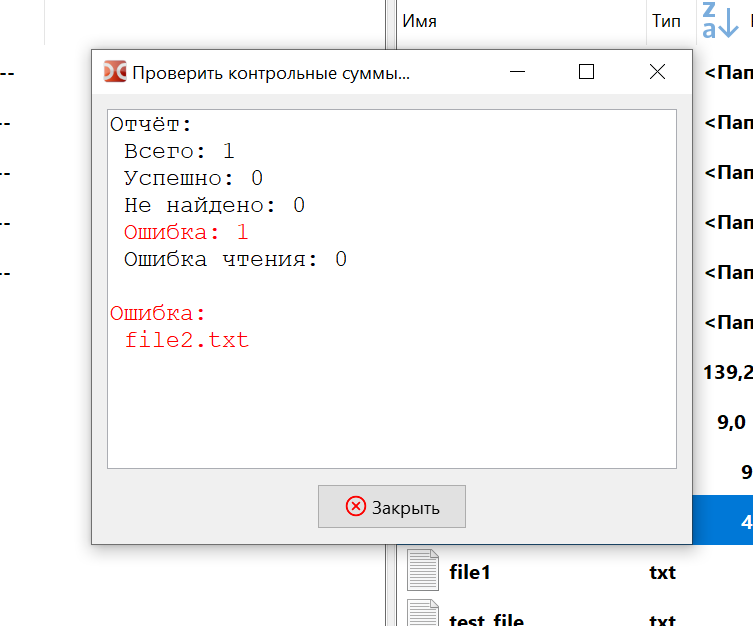 Имя
Тип
Проверить контрольные суммы...
Отчёт:
Всего: 1
Успешно: 0
Не найдено: 0
Ошибка: 1
Ошибка чтения: 0
Ошибка:
file2.txt
Закрыть
<Пап
<Пап
<Пап
<Пап
<Пап
<Пап
139,2
9,0
9
4
file1
txt
test_file
txt